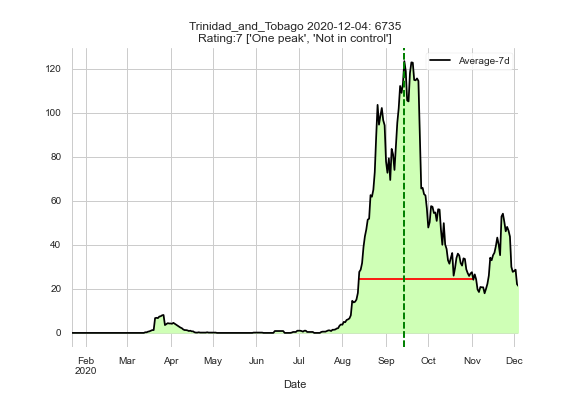 Trinidad_and_Tobago 2020-12-04: 6735
Rating:7 ['One peak', 'Not in control']
Average-7d
120
100
80
60
40
20
0
Feb Mar Apr May Jun Jul Aug Sep Oct Nov Dec
2020
Date